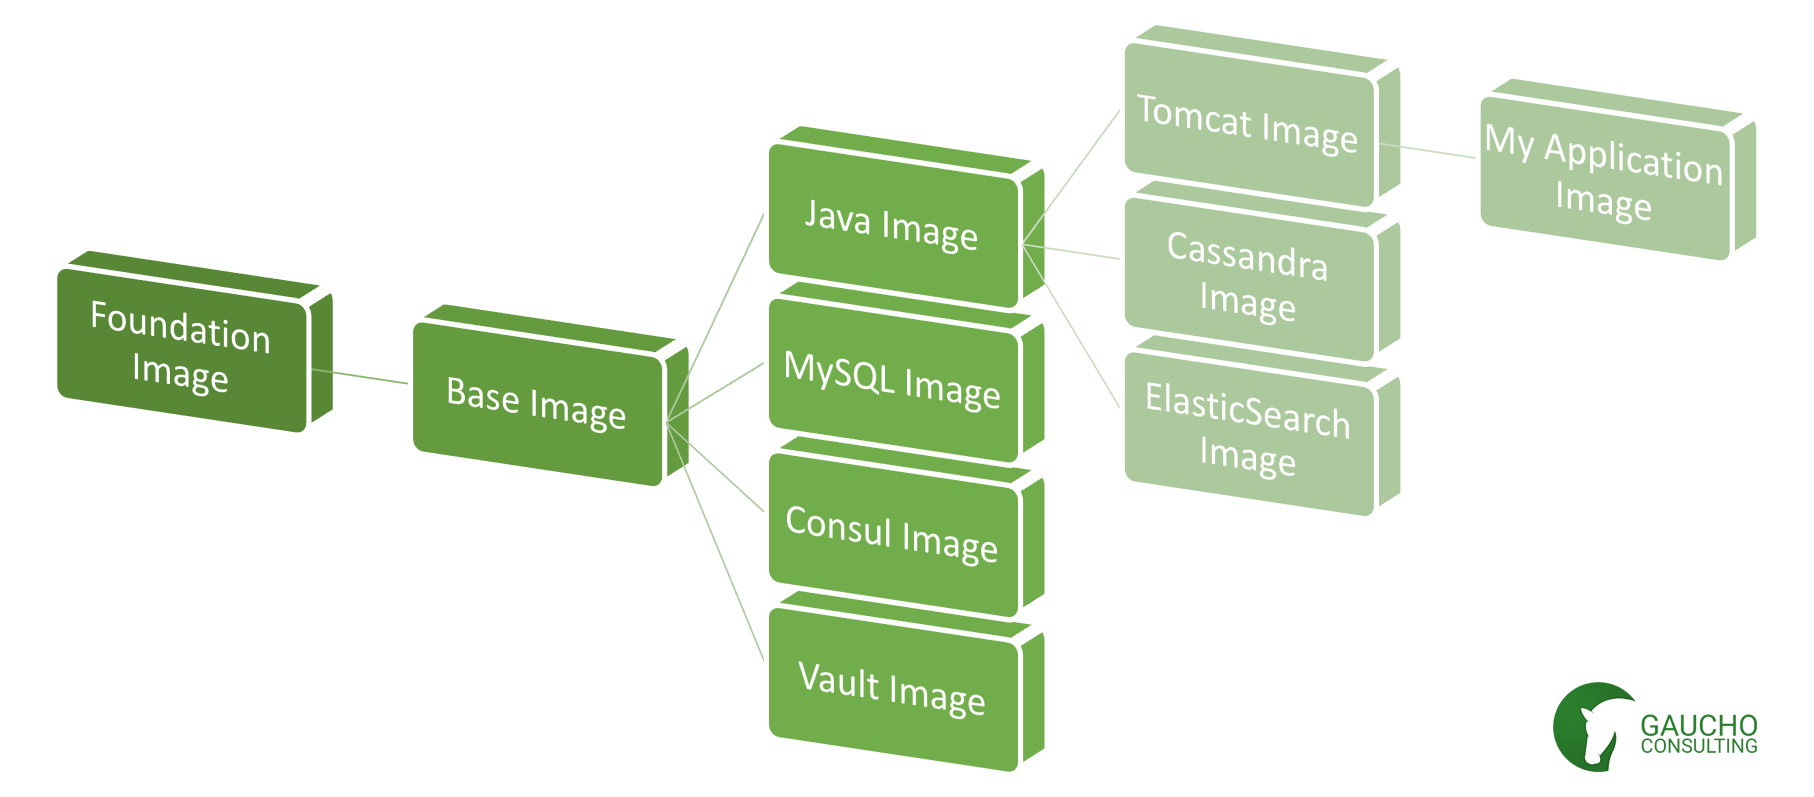 Foundation
Image
Base Image
Java Image
MySQL Image
Consul Image
Vault Image
Tomcat Image
Cassandra
Image
ElasticSearch
Image
My Application
Image
GAUCHO
CONSULTING